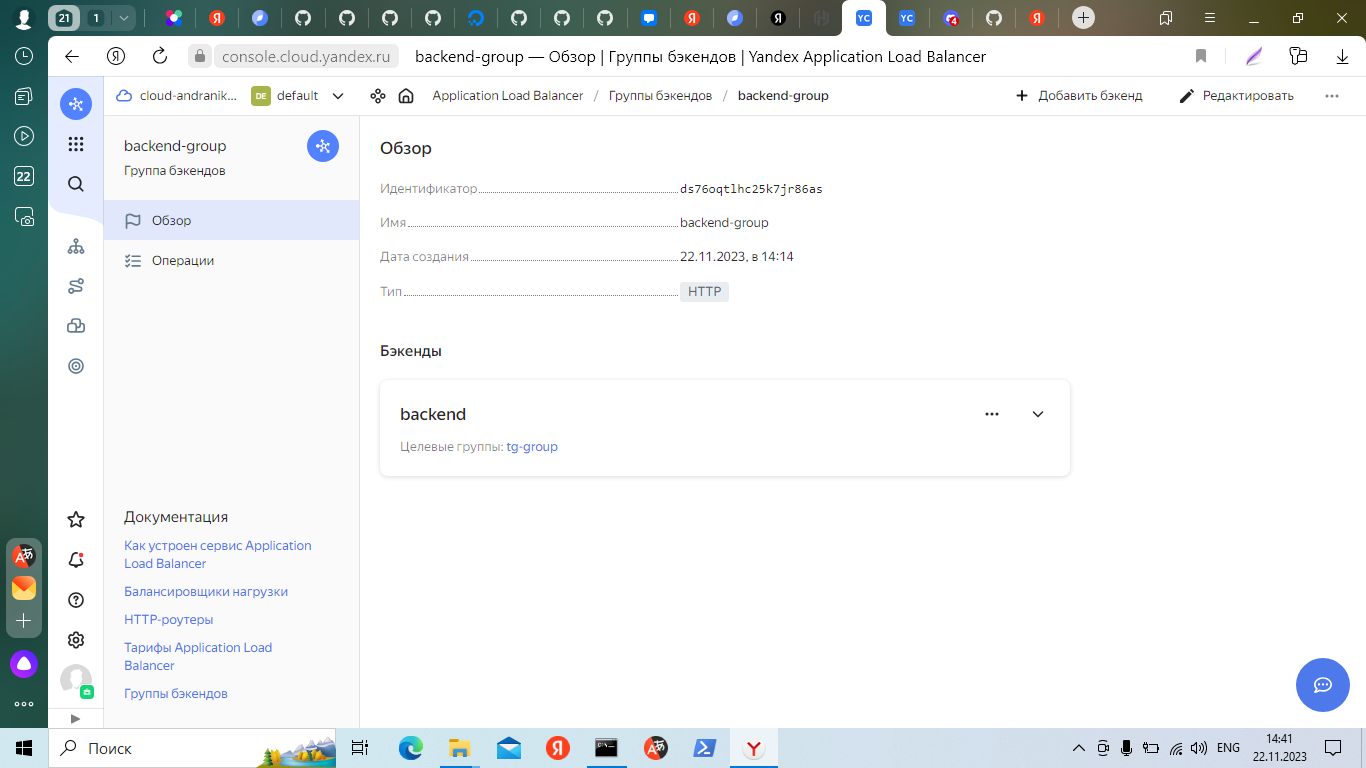 21
1
YC
YC
4
console.cloud.yandex.ru
backend-group — Обзор | Группы бэкендов | Yandex Application Load Balancer
cloud-andranik...
DE
default
Application Load Balancer / Группы бэкендов / backend-group
Добавить бэкенд
Редактировать
22
backend-group
Группа бэкендов
Обзор
Операции
Обзор
Идентификатор
ds76oqtlhc25k7jr86as
Имя
backend-group
Дата создания
22.11.2023, в 14:14
Тип
HTTP
Бэкенды
backend
Целевые группы: tg-group
Документация
Как устроен сервис Application
Load Balancer
Балансировщики нагрузки
HTTP-роутеры
Тарифы Application Load
Balancer
Группы бэкендов
Поиск
ENG
14:41
22.11.2023